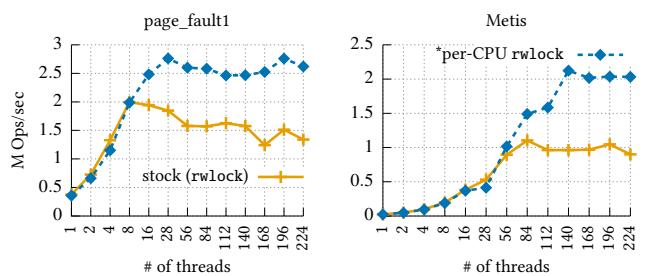 page_fault1
M Ops/sec
3
2.5
2
1.5
1
0.5
0
stock (rwlock)
1 2 4 8 16 28 56 84 112 140 168 196 224
# of threads
Metis
*per-CPU rwlock
2.5
2
1.5
1
0.5
0
1 2 4 8 16 28 56 84 112 140 168 196 224
# of threads